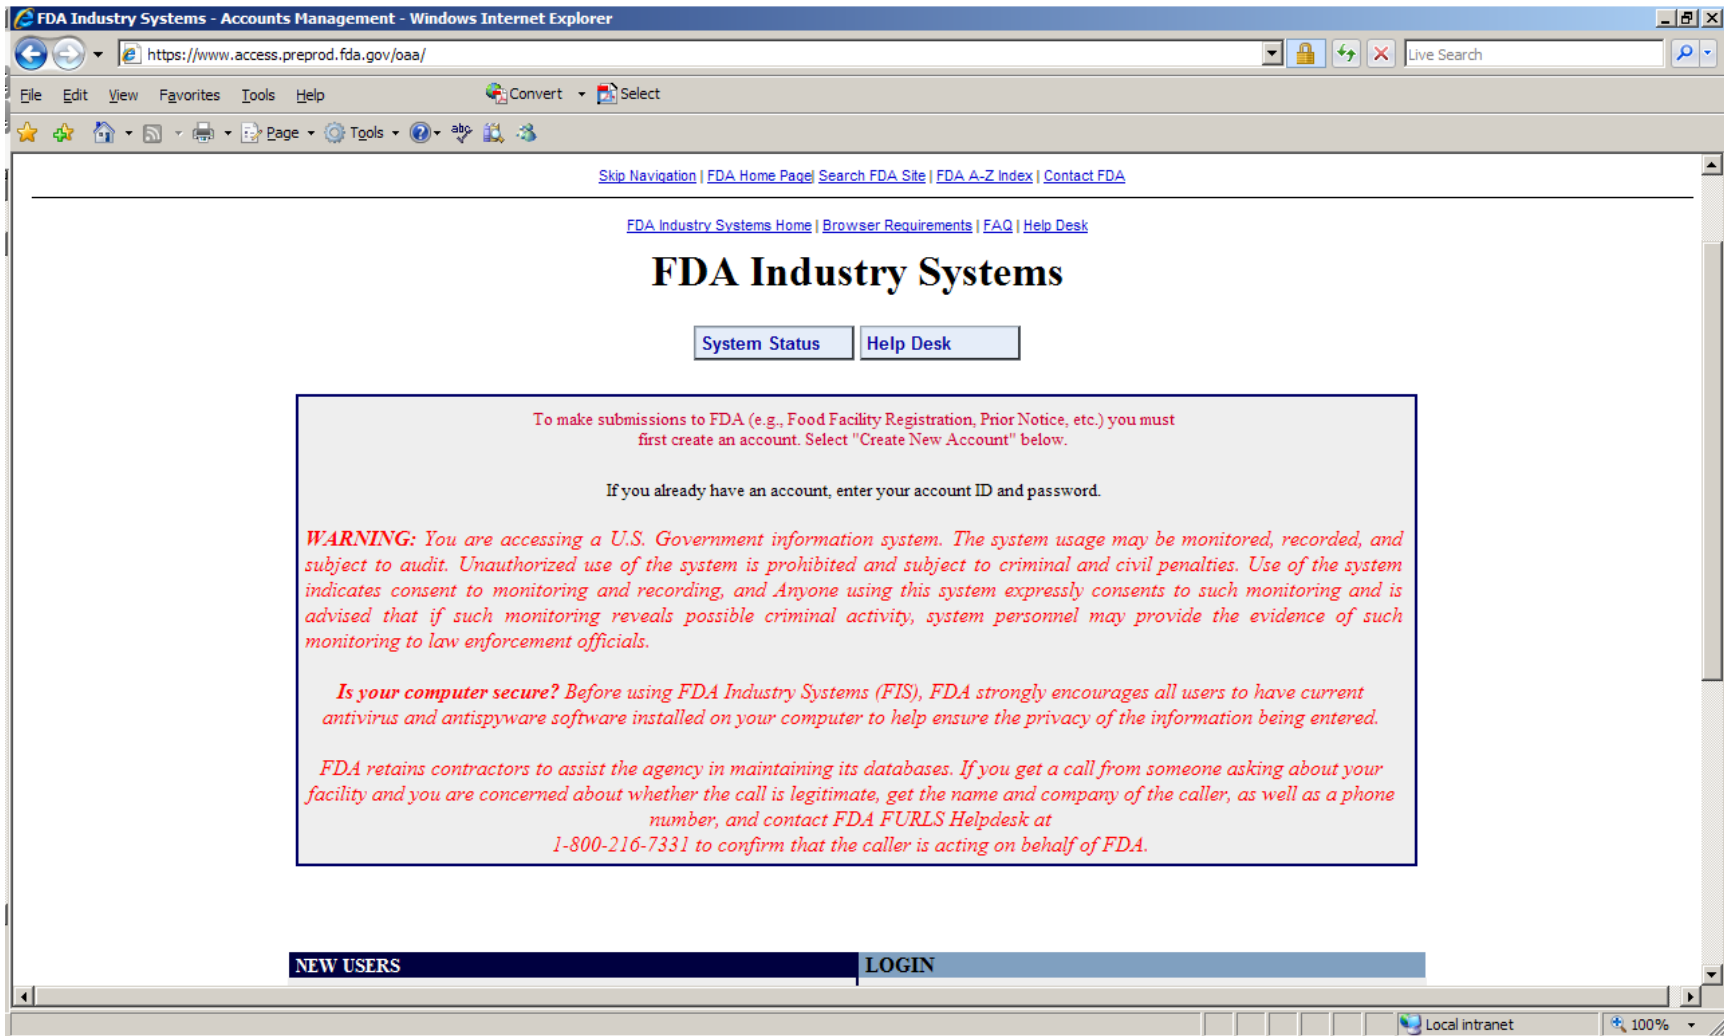 FDA Industry Systems - Accounts Management - Windows Internet Explorer
https://www.access.preprod.fda.gov/oaa/
Live Search
File Edit View Favorites Tools Help Convert Select
Page Tools
Skip Navigation | FDA Home Page| Search FDA Site | FDA A-Z Index | Contact FDA
FDA Industry Systems Home | Browser Requirements | FAQ | Help Desk
FDA Industry Systems
System Status Help Desk
To make submissions to FDA (e.g., Food Facility Registration, Prior Notice, etc.) you must
first create an account. Select "Create New Account" below.
If you already have an account, enter your account ID and password.
WARNING: You are accessing a U.S. Government information system. The system usage may be monitored, recorded, and
subject to audit. Unauthorized use of the system is prohibited and subject to criminal and civil penalties. Use of the system
indicates consent to monitoring and recording, and Anyone using this system expressly consents to such monitoring and is
advised that if such monitoring reveals possible criminal activity, system personnel may provide the evidence of such
monitoring to law enforcement officials.
Is your computer secure? Before using FDA Industry Systems (FIS), FDA strongly encourages all users to have current
antivirus and antispyware software installed on your computer to help ensure the privacy of the information being entered.
FDA retains contractors to assist the agency in maintaining its databases. If you get a call from someone asking about your
facility and you are concerned about whether the call is legitimate, get the name and company of the caller, as well as a phone
number, and contact FDA FURLS Helpdesk at
1-800-216-7331 to confirm that the caller is acting on behalf of FDA.
NEW USERS LOGIN
Local intranet 100%